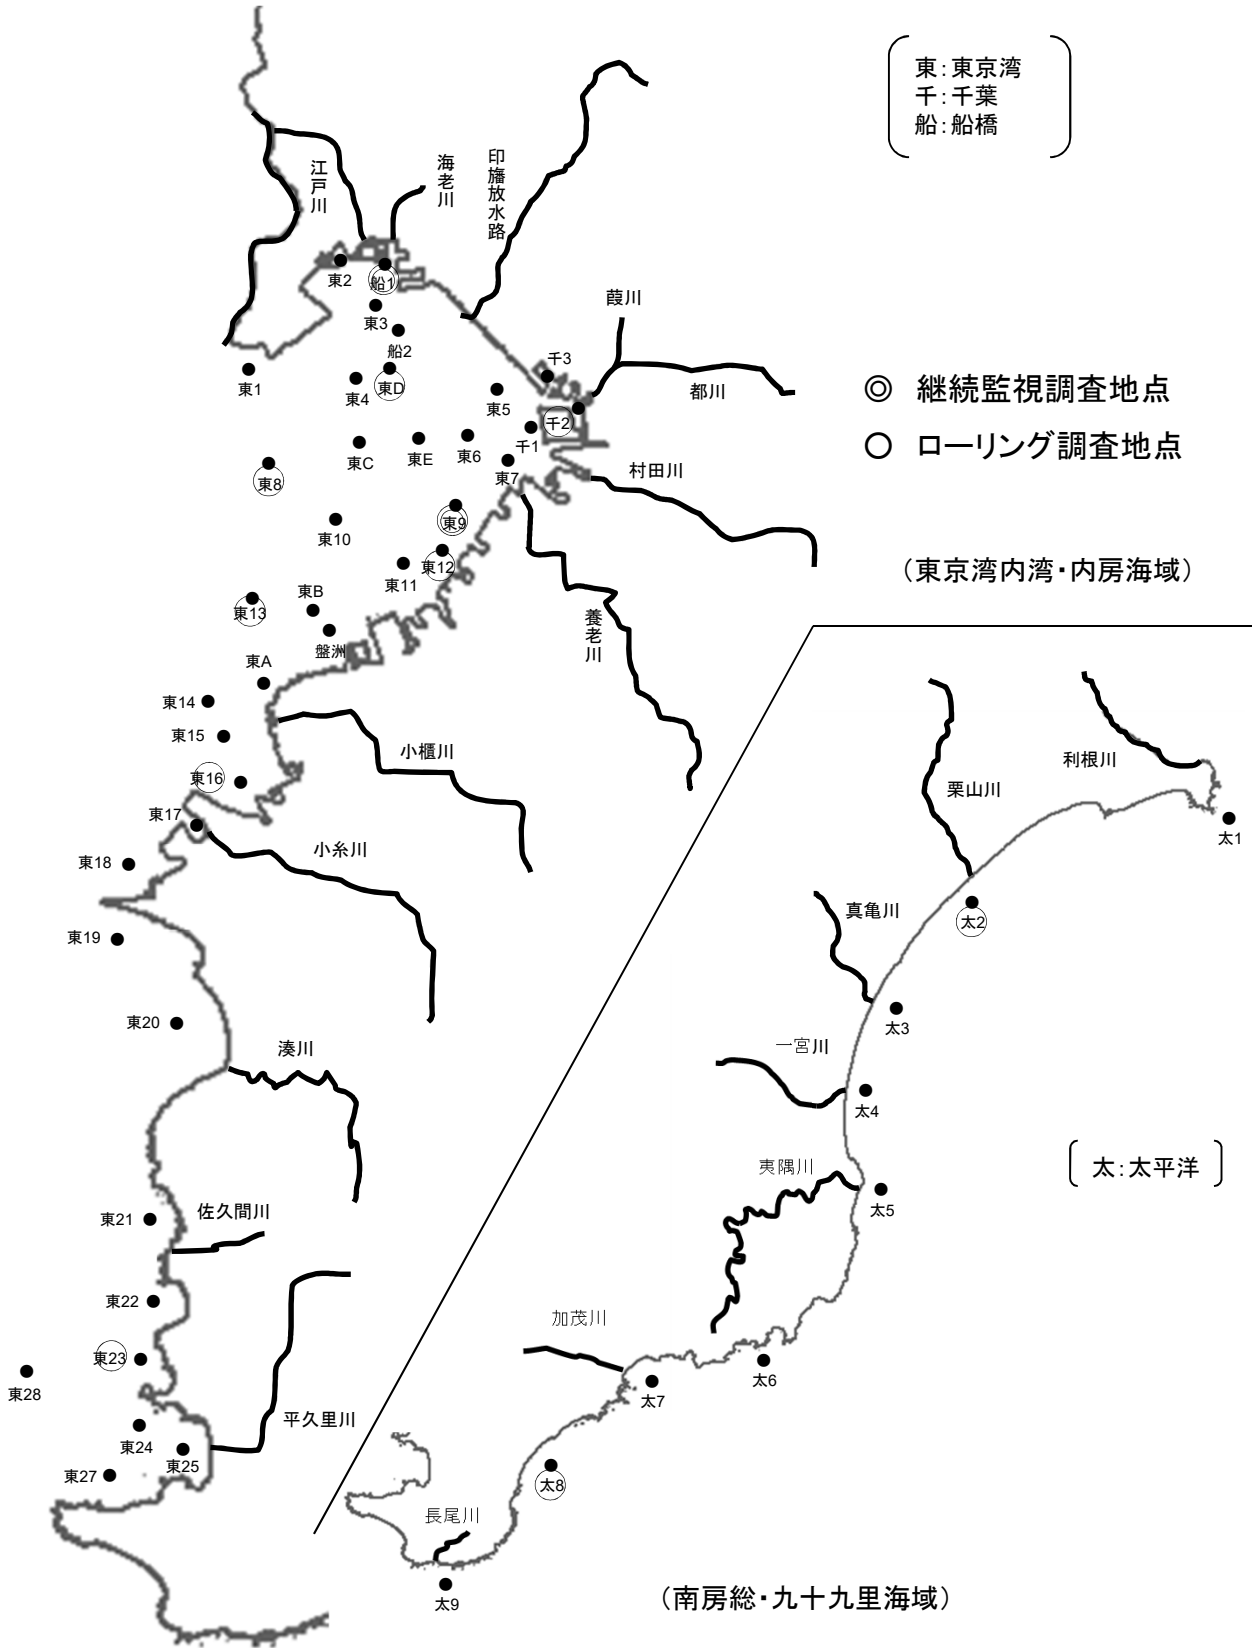 東：東京湾
千：千葉
船：船橋
江戸川
海老川
印旛放水路
東2
船1
東3
船2
葭川
千3
都川
東1
東4
東D
東5
千2
千1
◎ 継続監視調査地点
○ ローリング調査地点
東C
東E
東6
東7
村田川
東8
東9
東10
東11
東12
（東京湾内湾・内房海域）
東13
東B
盤洲
養老川
東A
東14
東15
小櫃川
東16
東17
小糸川
東18
東19
東20
湊川
東21
佐久間川
東22
東23
東28
東24
東25
平久里川
東27
利根川
栗山川
太1
真亀川
太2
太3
一宮川
太4
夷隅川
太：太平洋
太5
加茂川
太6
太7
太8
長尾川
太9
（南房総・九十九里海域）